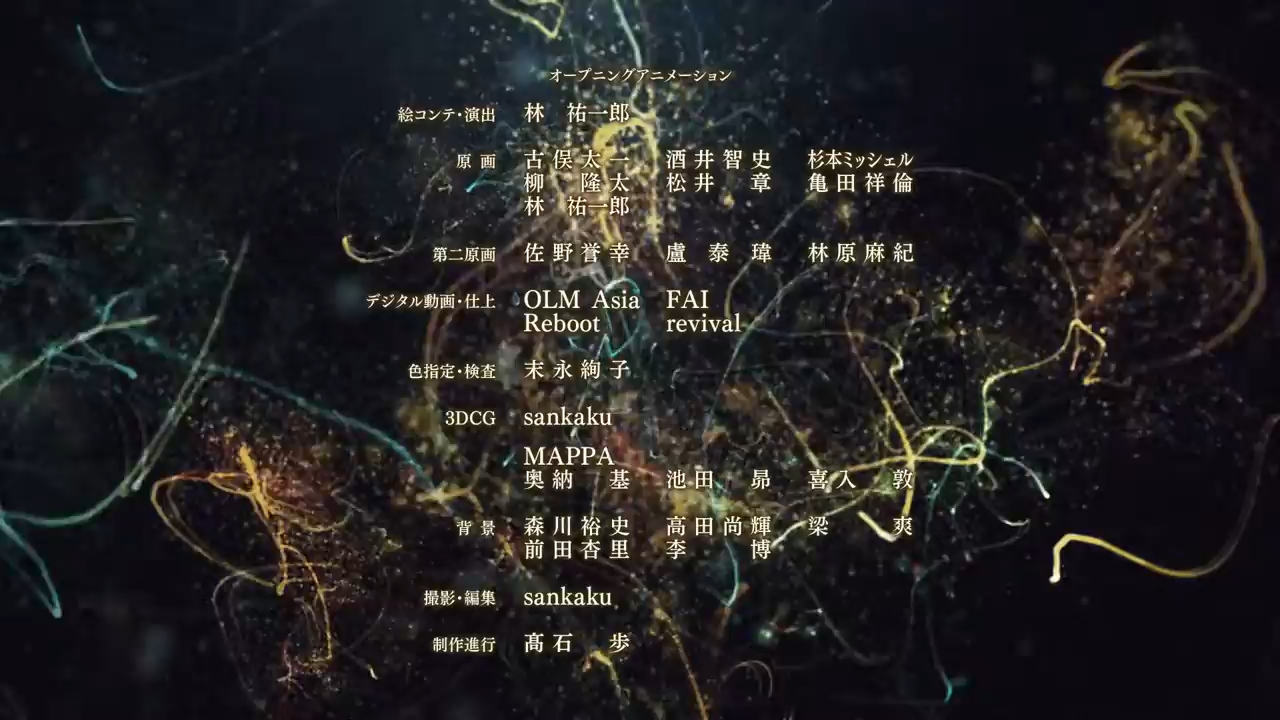 オープニングアニメーション
絵コンテ・演出 林 祐一郎
原画 古俣太一 酒井智史 杉本ミッシェル
柳 隆太 松井 章 亀田祥倫
林 祐一郎
第二原画 佐野誉幸 盧泰瑋 林原麻紀
デジタル動画・仕上 OLM Asia FAI
Reboot revival
色指定・検査 末永絢子
3DCG sankaku
MAPPA
奥納 基 池田 昴 喜入 敦
背景 森川裕史 高田尚輝 梁 爽
前田杏里 李 博
撮影・編集 sankaku
制作進行 髙石 歩